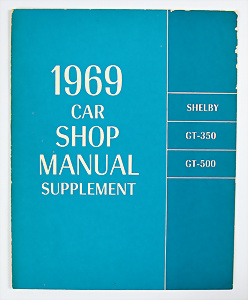 1969
CAR
SHOP
MANUAL
SUPPLEMENT
SHELBY
GT-350
GT-500